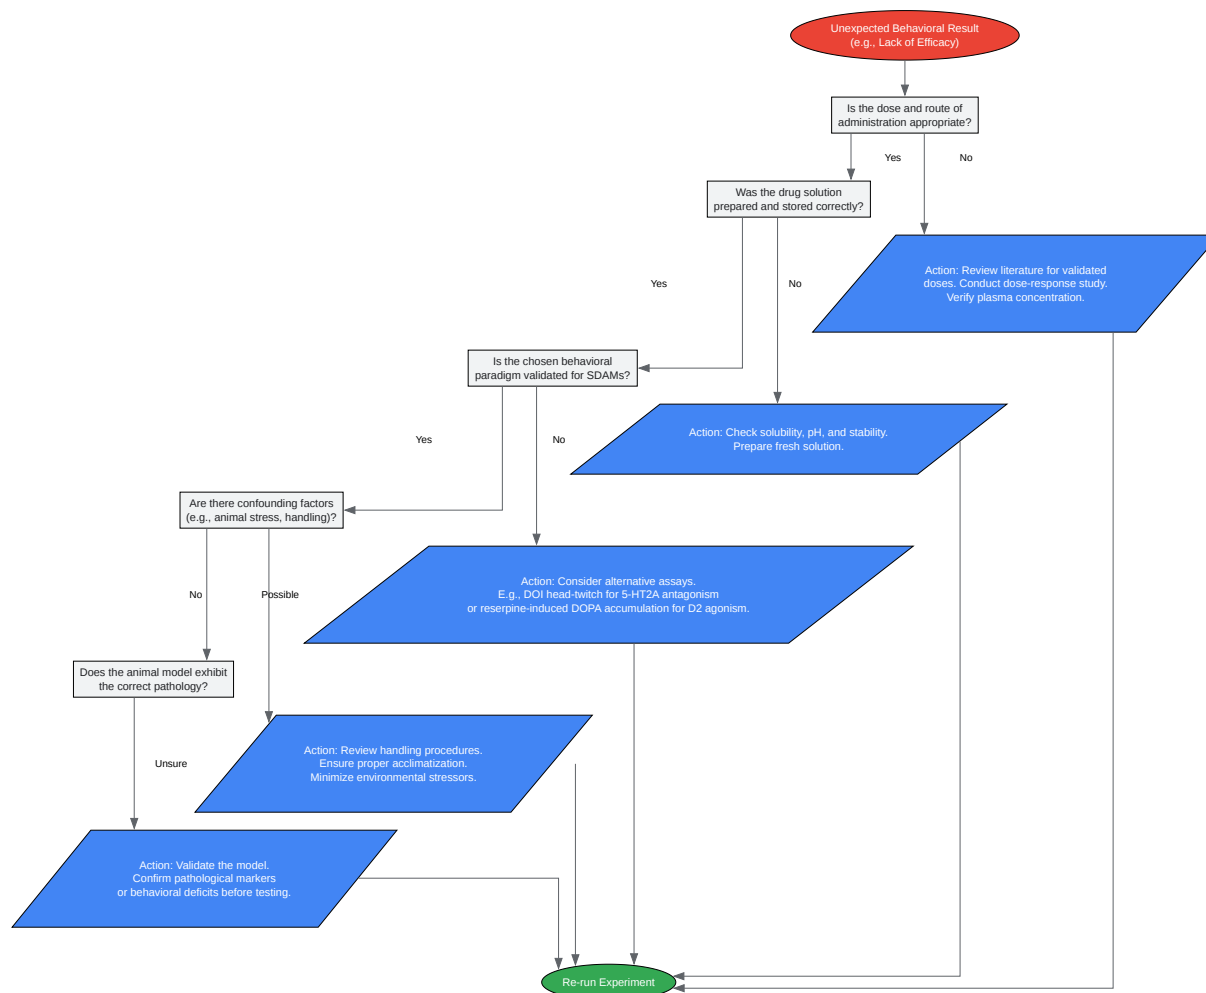 Unexpected Behavioral Result
(e.g., Lack of Efficacy)
Is the dose and route of
administration appropriate?
Yes
No
Was the drug solution
prepared and stored correctly?
Action: Review literature for validated
doses. Conduct dose-response study.
Verify plasma concentration.
Yes
No
Is the chosen behavioral
paradigm validated for SDAMs?
Action: Check solubility, pH, and stability.
Prepare fresh solution.
Yes
No
Are there confounding factors
(e.g., animal stress, handling)?
Action: Consider alternative assays.
E.g., DOI head-twitch for 5-HT2A antagonism
or reserpine-induced DOPA accumulation for D2 agonism.
No
Possible
Does the animal model exhibit
the correct pathology?
Action: Review handling procedures.
Ensure proper acclimatization.
Minimize environmental stressors.
Unsure
Action: Validate the model.
Confirm pathological markers
or behavioral deficits before testing.
Re-run Experiment